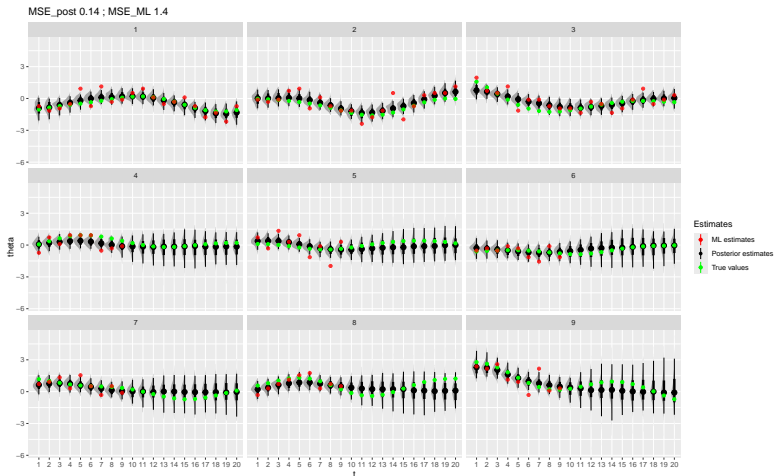 MSE_post 0.14 ; MSE_ML 1.4
1 2 3
3
0
−3
−6
4 5 6
3
0
−3
−6
7 8 9
3
0
−3
−6
1 2 3 4 5 6 7 8 9 10 11 12 13 14 15 16 17 18 19 20 1 2 3 4 5 6 7 8 9 10 11 12 13 14 15 16 17 18 19 20 1 2 3 4 5 6 7 8 9 10 11 12 13 14 15 16 17 18 19 20
t
theta
Estimates
ML estimates
Posterior estimates
True values